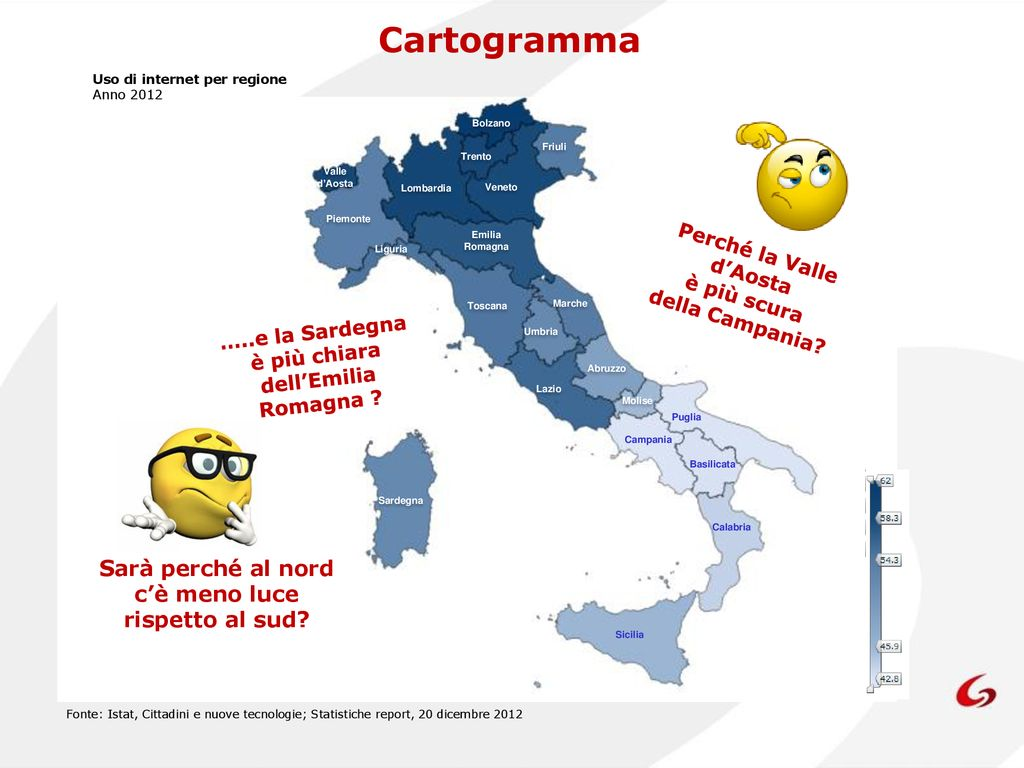 Cartogramma
Uso di internet per regione
Anno 2012
Bolzano
Friuli
Trento
Valle
d'Aosta
Lombardia
Veneto
Piemonte
Emilia
Romagna
Liguria
Perché la Valle
d'Aosta
è più scura
della Campania?
Toscana
Marche
Umbria
.....e la Sardegna
è più chiara
dell'Emilia
Romagna ?
Abruzzo
Lazio
Molise
Puglia
Campania
Basilicata
Sardegna
Calabria
Sicilia
62
58.3
54.3
45.9
42.8
Sarà perché al nord
c'è meno luce
rispetto al sud?
Fonte: Istat, Cittadini e nuove tecnologie; Statistiche report, 20 dicembre 2012